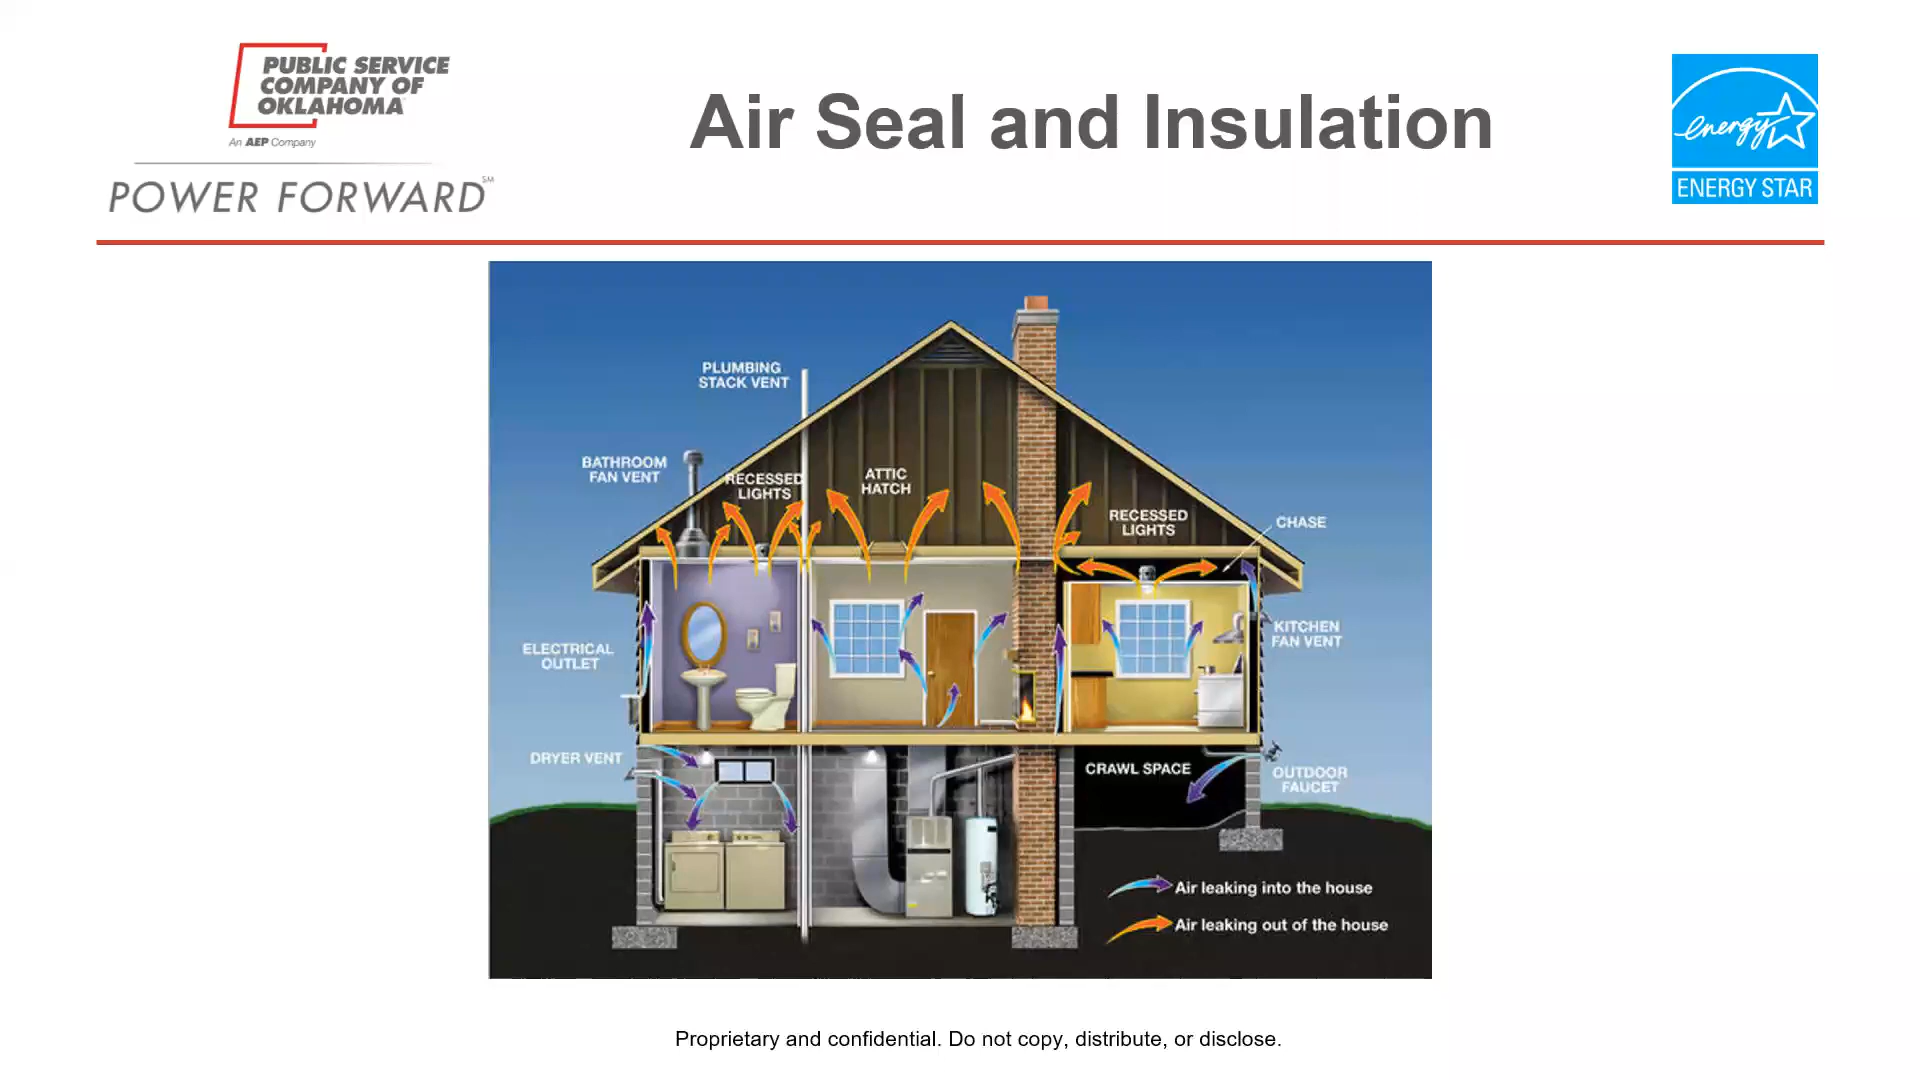 PUBLIC SERVICE
COMPANY OF
OKLAHOMA
An AEP Company
POWER FORWARD℠
Air Seal and Insulation
energy
ENERGY STAR
PLUMBING
STACK VENT
BATHROOM
FAN VENT
RECESSED
LIGHTS
ATTIC
HATCH
RECESSED
LIGHTS
CHASE
ELECTRICAL
OUTLET
KITCHEN
FAN VENT
DRYER VENT
CRAWL SPACE
OUTDOOR
FAUCET
Air leaking into the house
Air leaking out of the house
Proprietary and confidential. Do not copy, distribute, or disclose.